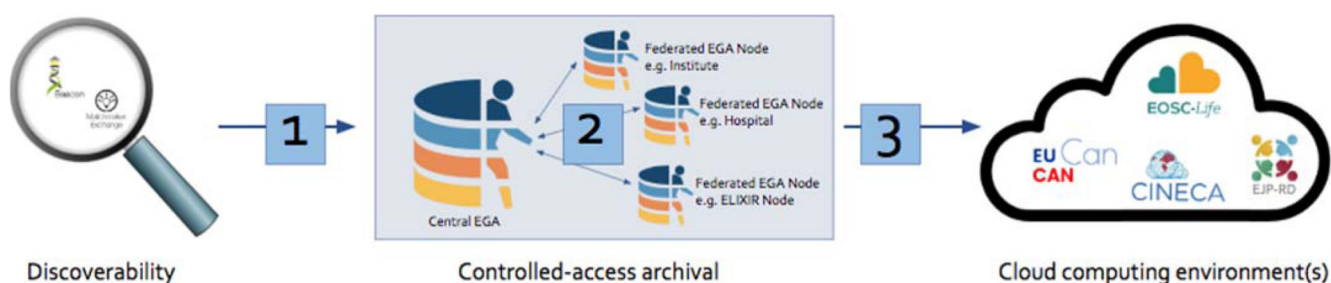 Beacon
Matchmaker
Exchange
1
Federated EGA Node
e.g. Institute
2
Federated EGA Node
e.g. Hospital
Federated EGA Node
e.g. ELIXIR Node
Central EGA
3
EOSC-Life
EU Can
CAN
CINECA
EJP-RD
Discoverability
Controlled-access archival
Cloud computing environment(s)